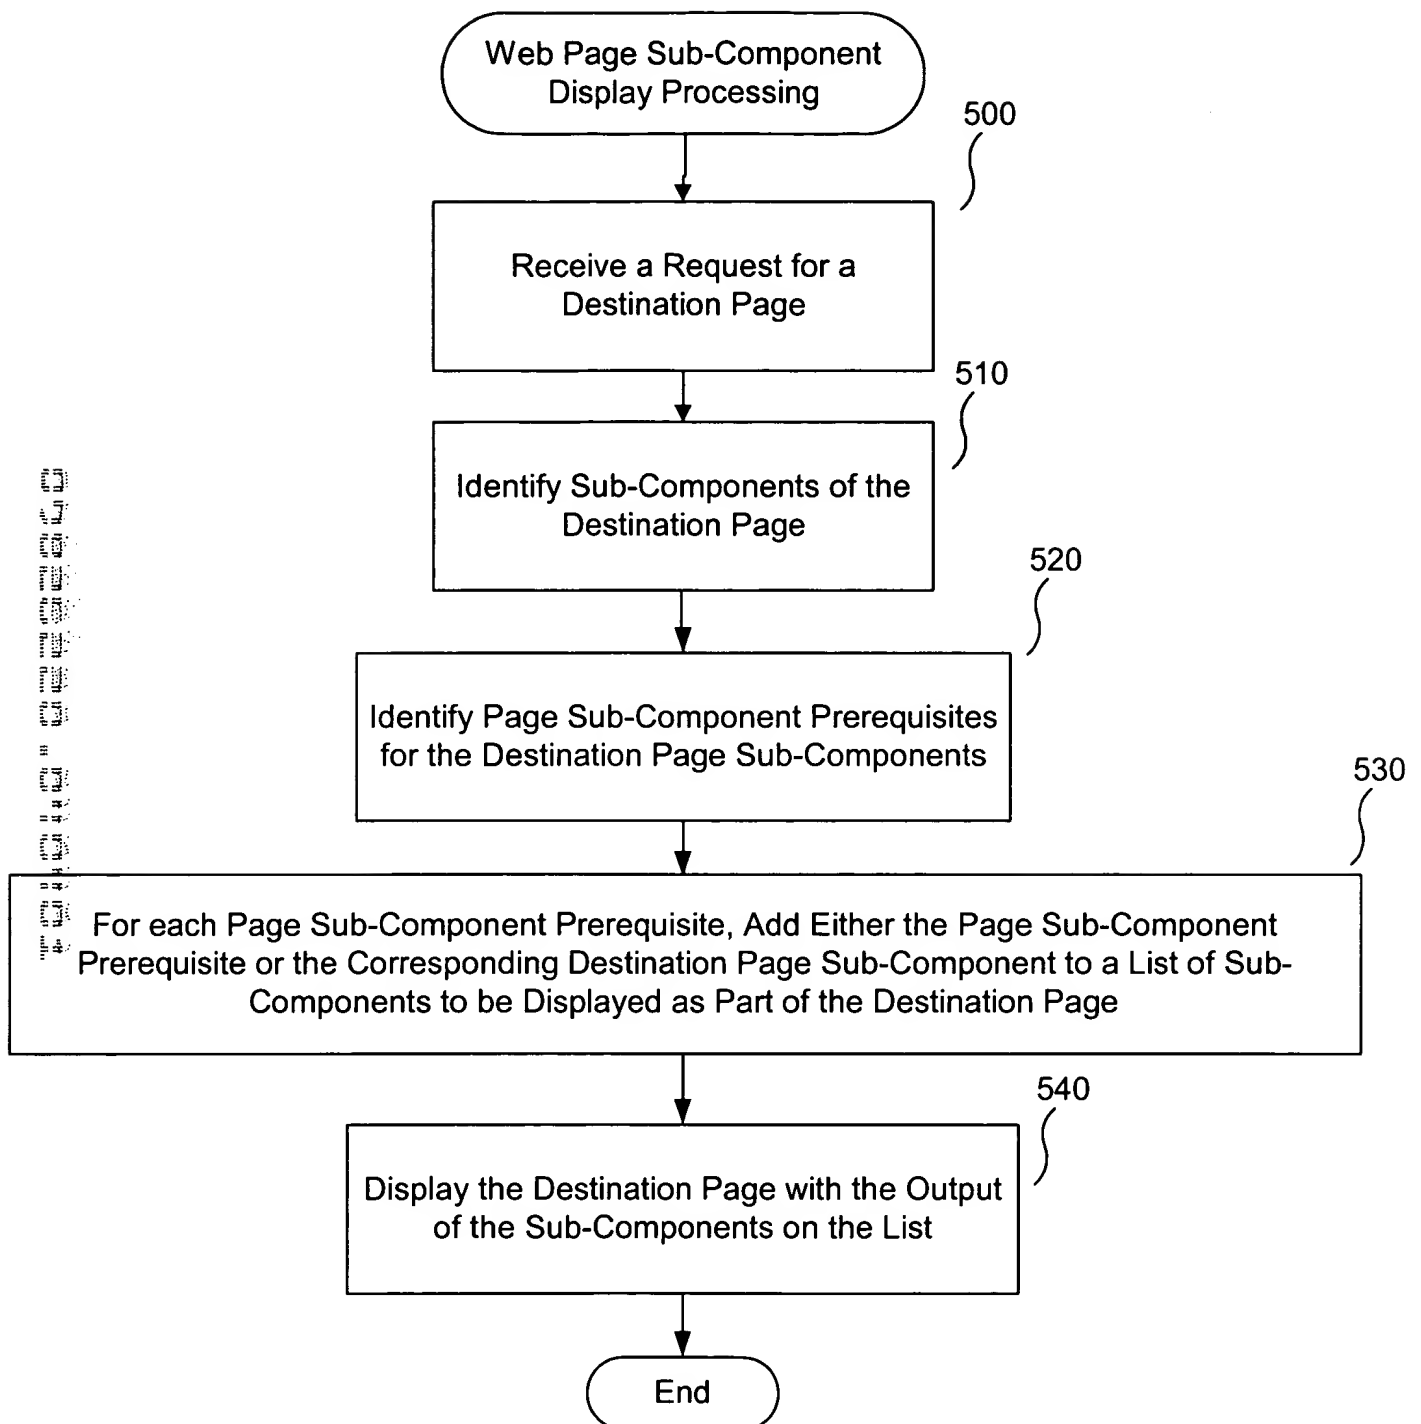 Web Page Sub-Component
Display Processing
500
Receive a Request for a
Destination Page
510
Identify Sub-Components of the
Destination Page
520
Identify Page Sub-Component Prerequisites
for the Destination Page Sub-Components
530
For each Page Sub-Component Prerequisite, Add Either the Page Sub-Component
Prerequisite or the Corresponding Destination Page Sub-Component to a List of Sub-
Components to be Displayed as Part of the Destination Page
540
Display the Destination Page with the Output
of the Sub-Components on the List
End